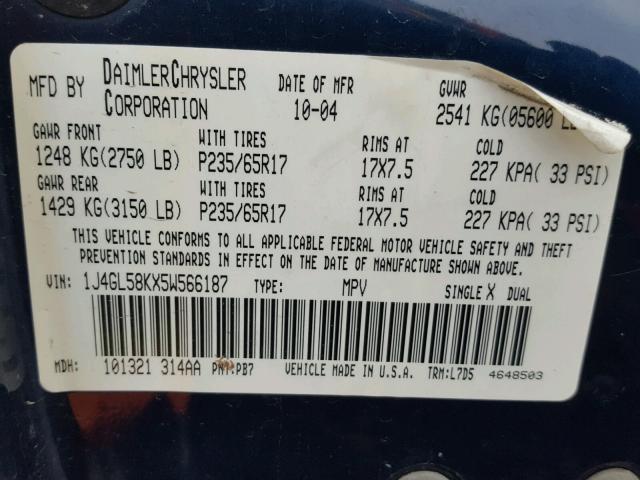 MFD BY DAIMLERCHRYSLER CORPORATION DATE OF MFR 10-04 GVWR 2541 KG(05600 L
GAWR FRONT WITH TIRES RIMS AT COLD
1248 KG(2750 LB) P235/65R17 17X7.5 227 KPA( 33 PSI)
GAWR REAR WITH TIRES RIMS AT COLD
1429 KG(3150 LB) P235/65R17 17X7.5 227 KPA( 33 PSI)
THIS VEHICLE CONFORMS TO ALL APPLICABLE FEDERAL MOTOR VEHICLE SAFETY AND THEFT
PREVENTION STANDARDS IN EFFECT ON THE DATE OF MANUFACTURE SHOWN ABOVE.
VIN: 1J4GL58KX5W566187 TYPE: MPV SINGLE X DUAL
MDH: 101321 314AA PNT:PB7 VEHICLE MADE IN U.S.A. TRM:L7D5 4648503